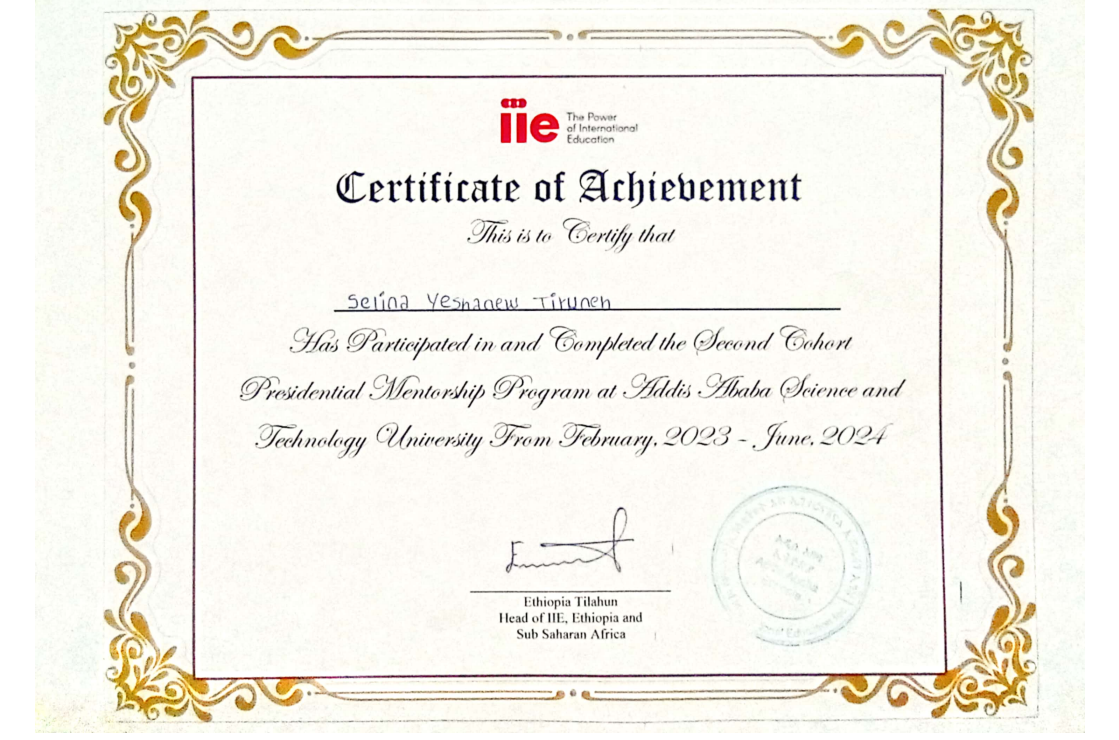 iie
The Power
of International
Education
Certificate of Achievement
This is to Certify that
Selina Yeshanew Tiruneh
Has Participated in and Completed the Second Cohort
Presidential Mentorship Program at Addis Ababa Science and
Technology University From February, 2023 - June, 2024
Ethiopia Tilahun
Head of IIE, Ethiopia and
Sub Saharan Africa